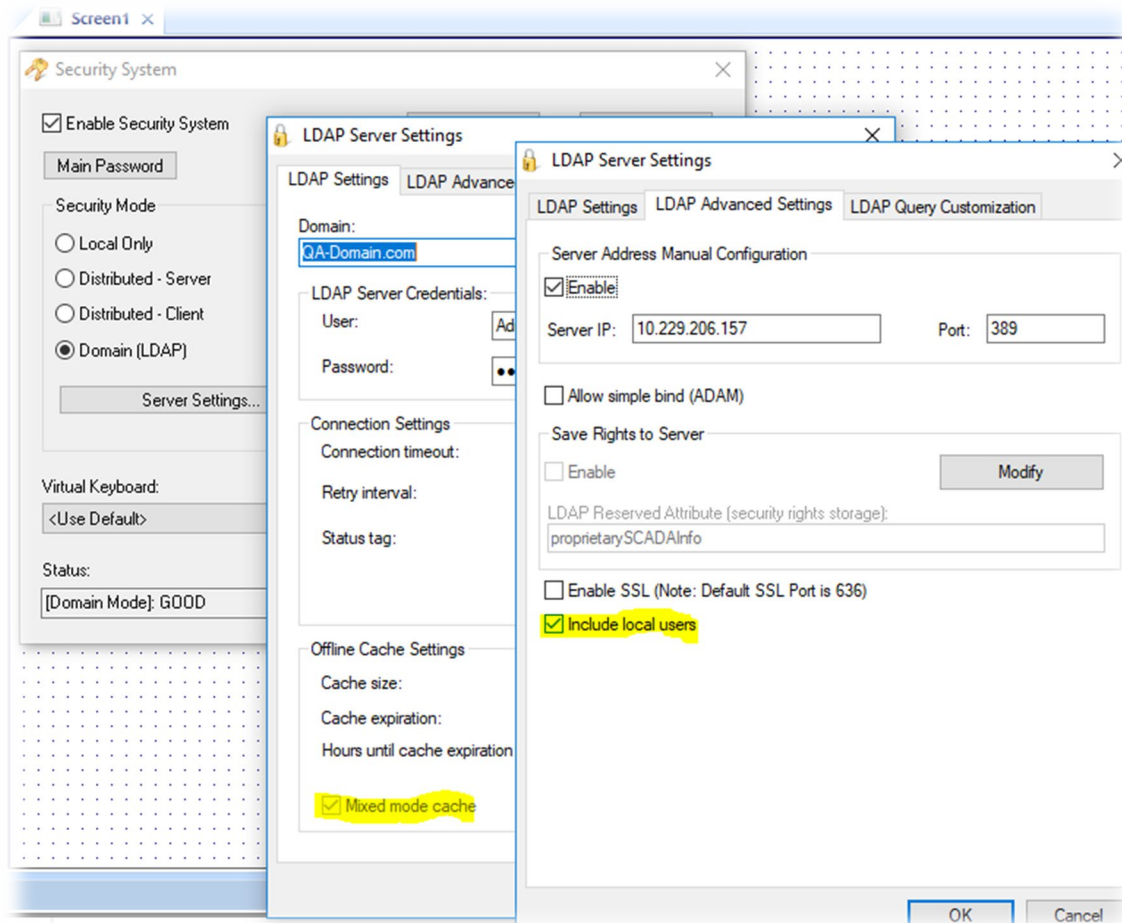 Screen1
Security System
Enable Security System
Main Password
Security Mode
Local Only
Distributed - Server
Distributed - Client
Domain (LDAP)
Server Settings...
Virtual Keyboard:
<Use Default>
Status:
[Domain Mode]: GOOD
LDAP Server Settings
LDAP Settings LDAP Advance
Domain:
QA-Domain.com
LDAP Server Credentials:
User: Ad
Password:
Connection Settings
Connection timeout:
Retry interval:
Status tag:
Offline Cache Settings
Cache size:
Cache expiration:
Hours until cache expiration
Mixed mode cache
LDAP Server Settings
LDAP Settings LDAP Advanced Settings LDAP Query Customization
Server Address Manual Configuration
Enable
Server IP: 10.229.206.157 Port: 389
Allow simple bind (ADAM)
Save Rights to Server
Enable Modify
LDAP Reserved Attribute (security rights storage):
proprietarySCADAInfo
Enable SSL (Note: Default SSL Port is 636)
Include local users
OK Cancel